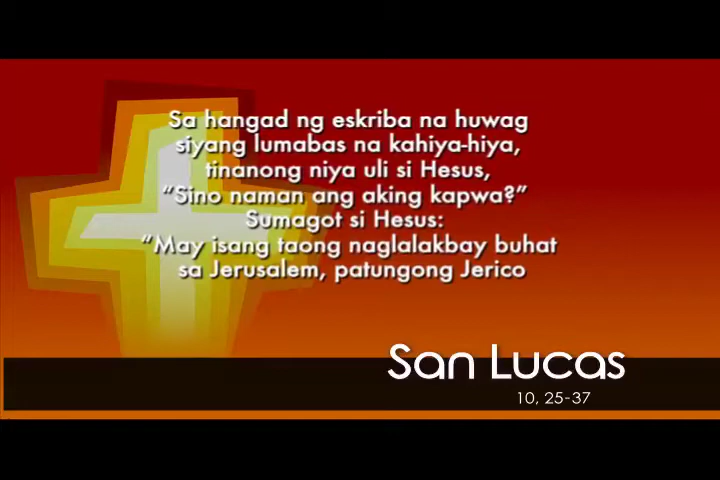 Sa hangad ng eskriba na huwag
siyang lumabas na kahiya-hiya,
tinanong niya uli si Hesus,
“Sino naman ang aking kapwa?”
Sumagot si Hesus:
“May isang taong naglalakbay buhat
sa Jerusalem, patungong Jerico
San Lucas
10, 25-37